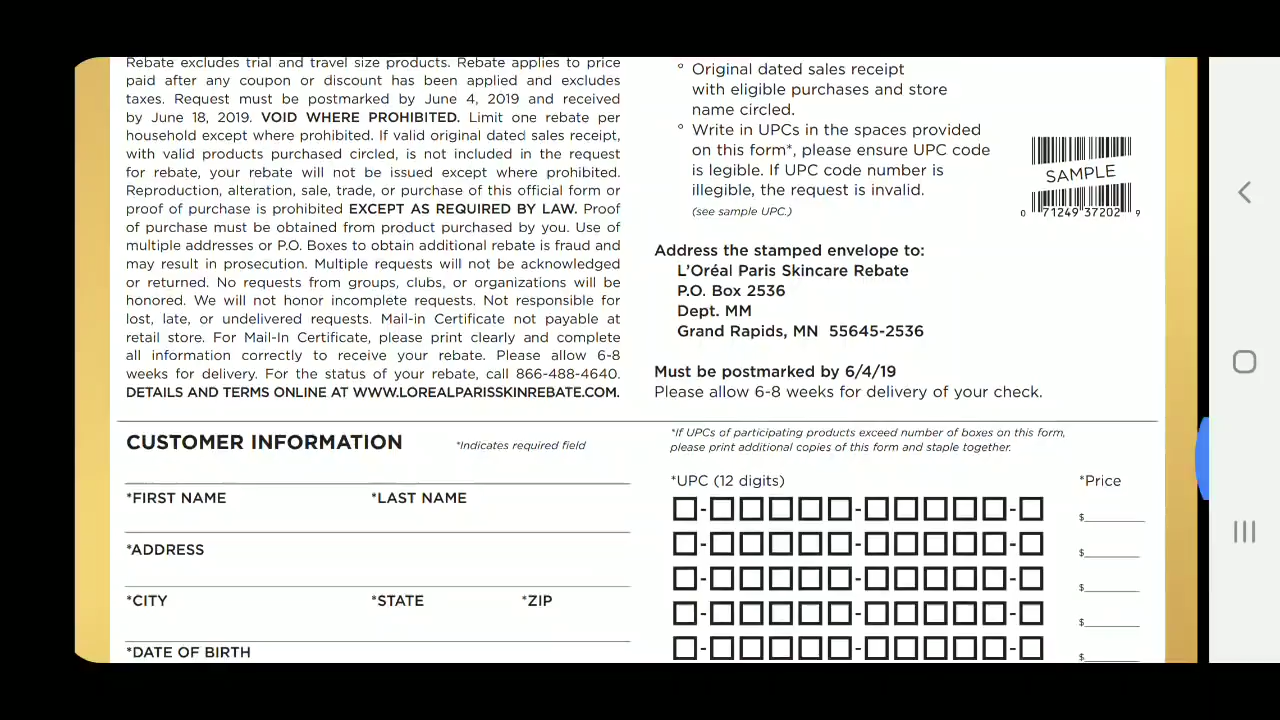 Rebate excludes trial and travel size products. Rebate applies to price
paid after any coupon or discount has been applied and excludes
taxes. Request must be postmarked by June 4, 2019 and received
by June 18, 2019. VOID WHERE PROHIBITED. Limit one rebate per
household except where prohibited. If valid original dated sales receipt,
with valid products purchased circled, is not included in the request
for rebate, your rebate will not be issued except where prohibited.
Reproduction, alteration, sale, trade, or purchase of this official form or
proof of purchase is prohibited EXCEPT AS REQUIRED BY LAW. Proof
of purchase must be obtained from product purchased by you. Use of
multiple addresses or P.O. Boxes to obtain additional rebate is fraud and
may result in prosecution. Multiple requests will not be acknowledged
or returned. No requests from groups, clubs, or organizations will be
honored. We will not honor incomplete requests. Not responsible for
lost, late, or undelivered requests. Mail-in Certificate not payable at
retail store. For Mail-In Certificate, please print clearly and complete
all information correctly to receive your rebate. Please allow 6-8
weeks for delivery. For the status of your rebate, call 866-488-4640.
DETAILS AND TERMS ONLINE AT WWW.LOREALPARISSKINREBATE.COM.
° Original dated sales receipt
with eligible purchases and store
name circled.
° Write in UPCs in the spaces provided
on this form*, please ensure UPC code
is legible. If UPC code number is
illegible, the request is invalid.
(see sample UPC.)
SAMPLE
0 71249 37202 9
Address the stamped envelope to:
L'Oréal Paris Skincare Rebate
P.O. Box 2536
Dept. MM
Grand Rapids, MN 55645-2536
Must be postmarked by 6/4/19
Please allow 6-8 weeks for delivery of your check.
CUSTOMER INFORMATION *Indicates required field
*FIRST NAME *LAST NAME
*ADDRESS
*CITY *STATE *ZIP
*DATE OF BIRTH
*If UPCs of participating products exceed number of boxes on this form,
please print additional copies of this form and staple together.
*UPC (12 digits) *Price
$
$
$
$
$